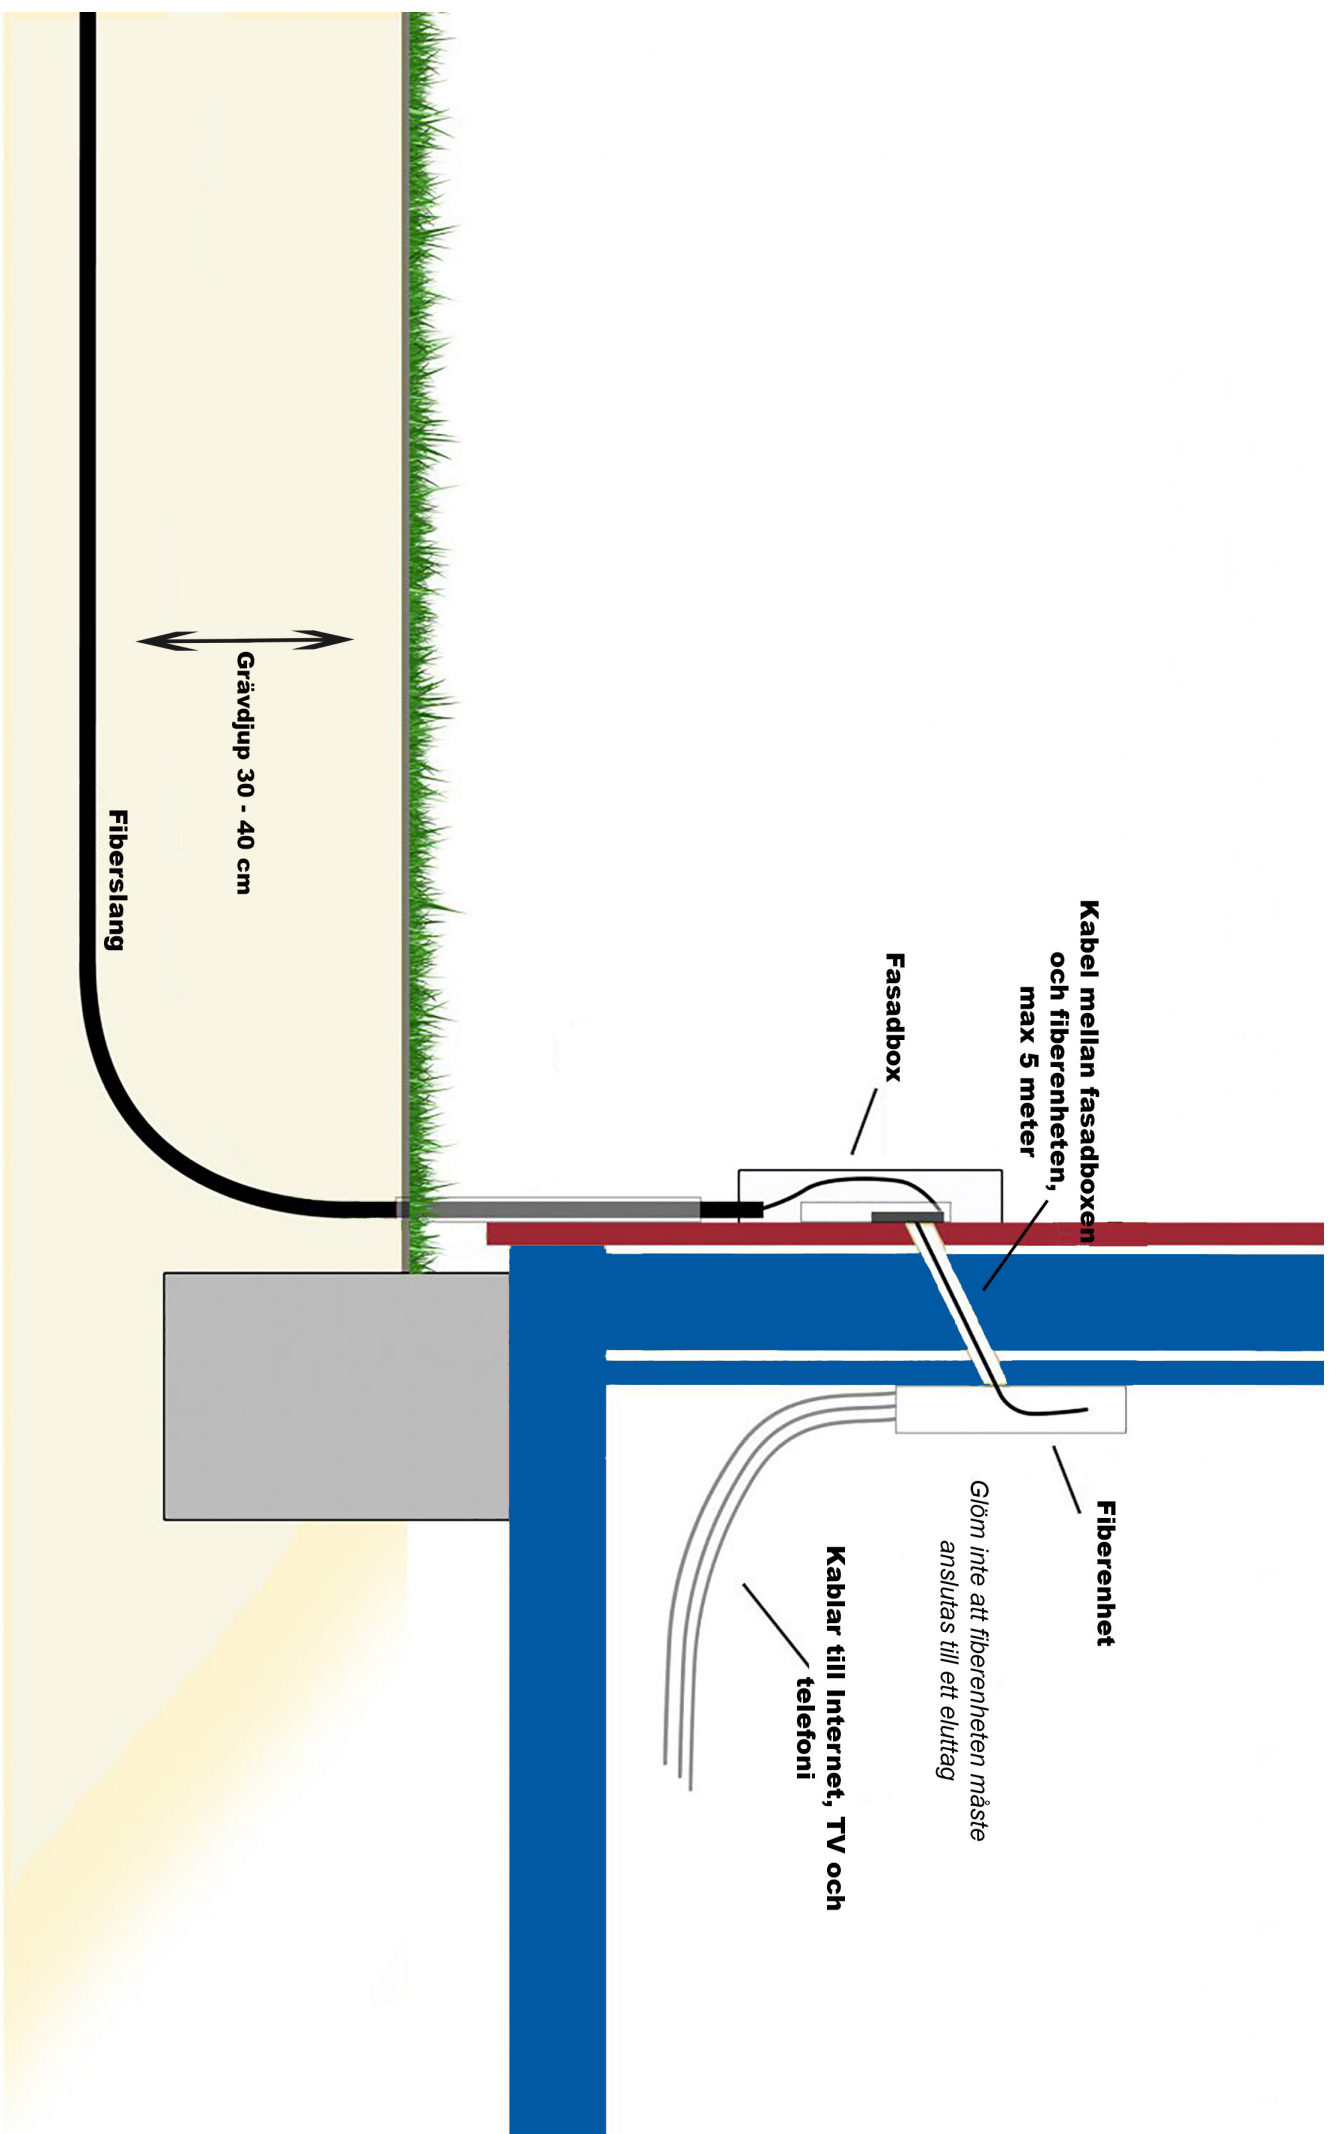 Kabel mellan fasadboxen
och fiberenheten,
max 5 meter
Fasadbox
Fiberenhet
Glöm inte att fiberenheten måste
anslutas till ett eluttag
Kablar till Internet, TV och
telefoni
Grävdjup 30 - 40 cm
Fiberslang